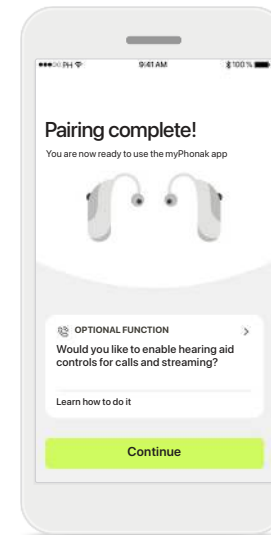 PH 9:41 AM 100 %
Pairing complete!
You are now ready to use the myPhonak app
OPTIONAL FUNCTION
Would you like to enable hearing aid
controls for calls and streaming?
Learn how to do it
Continue